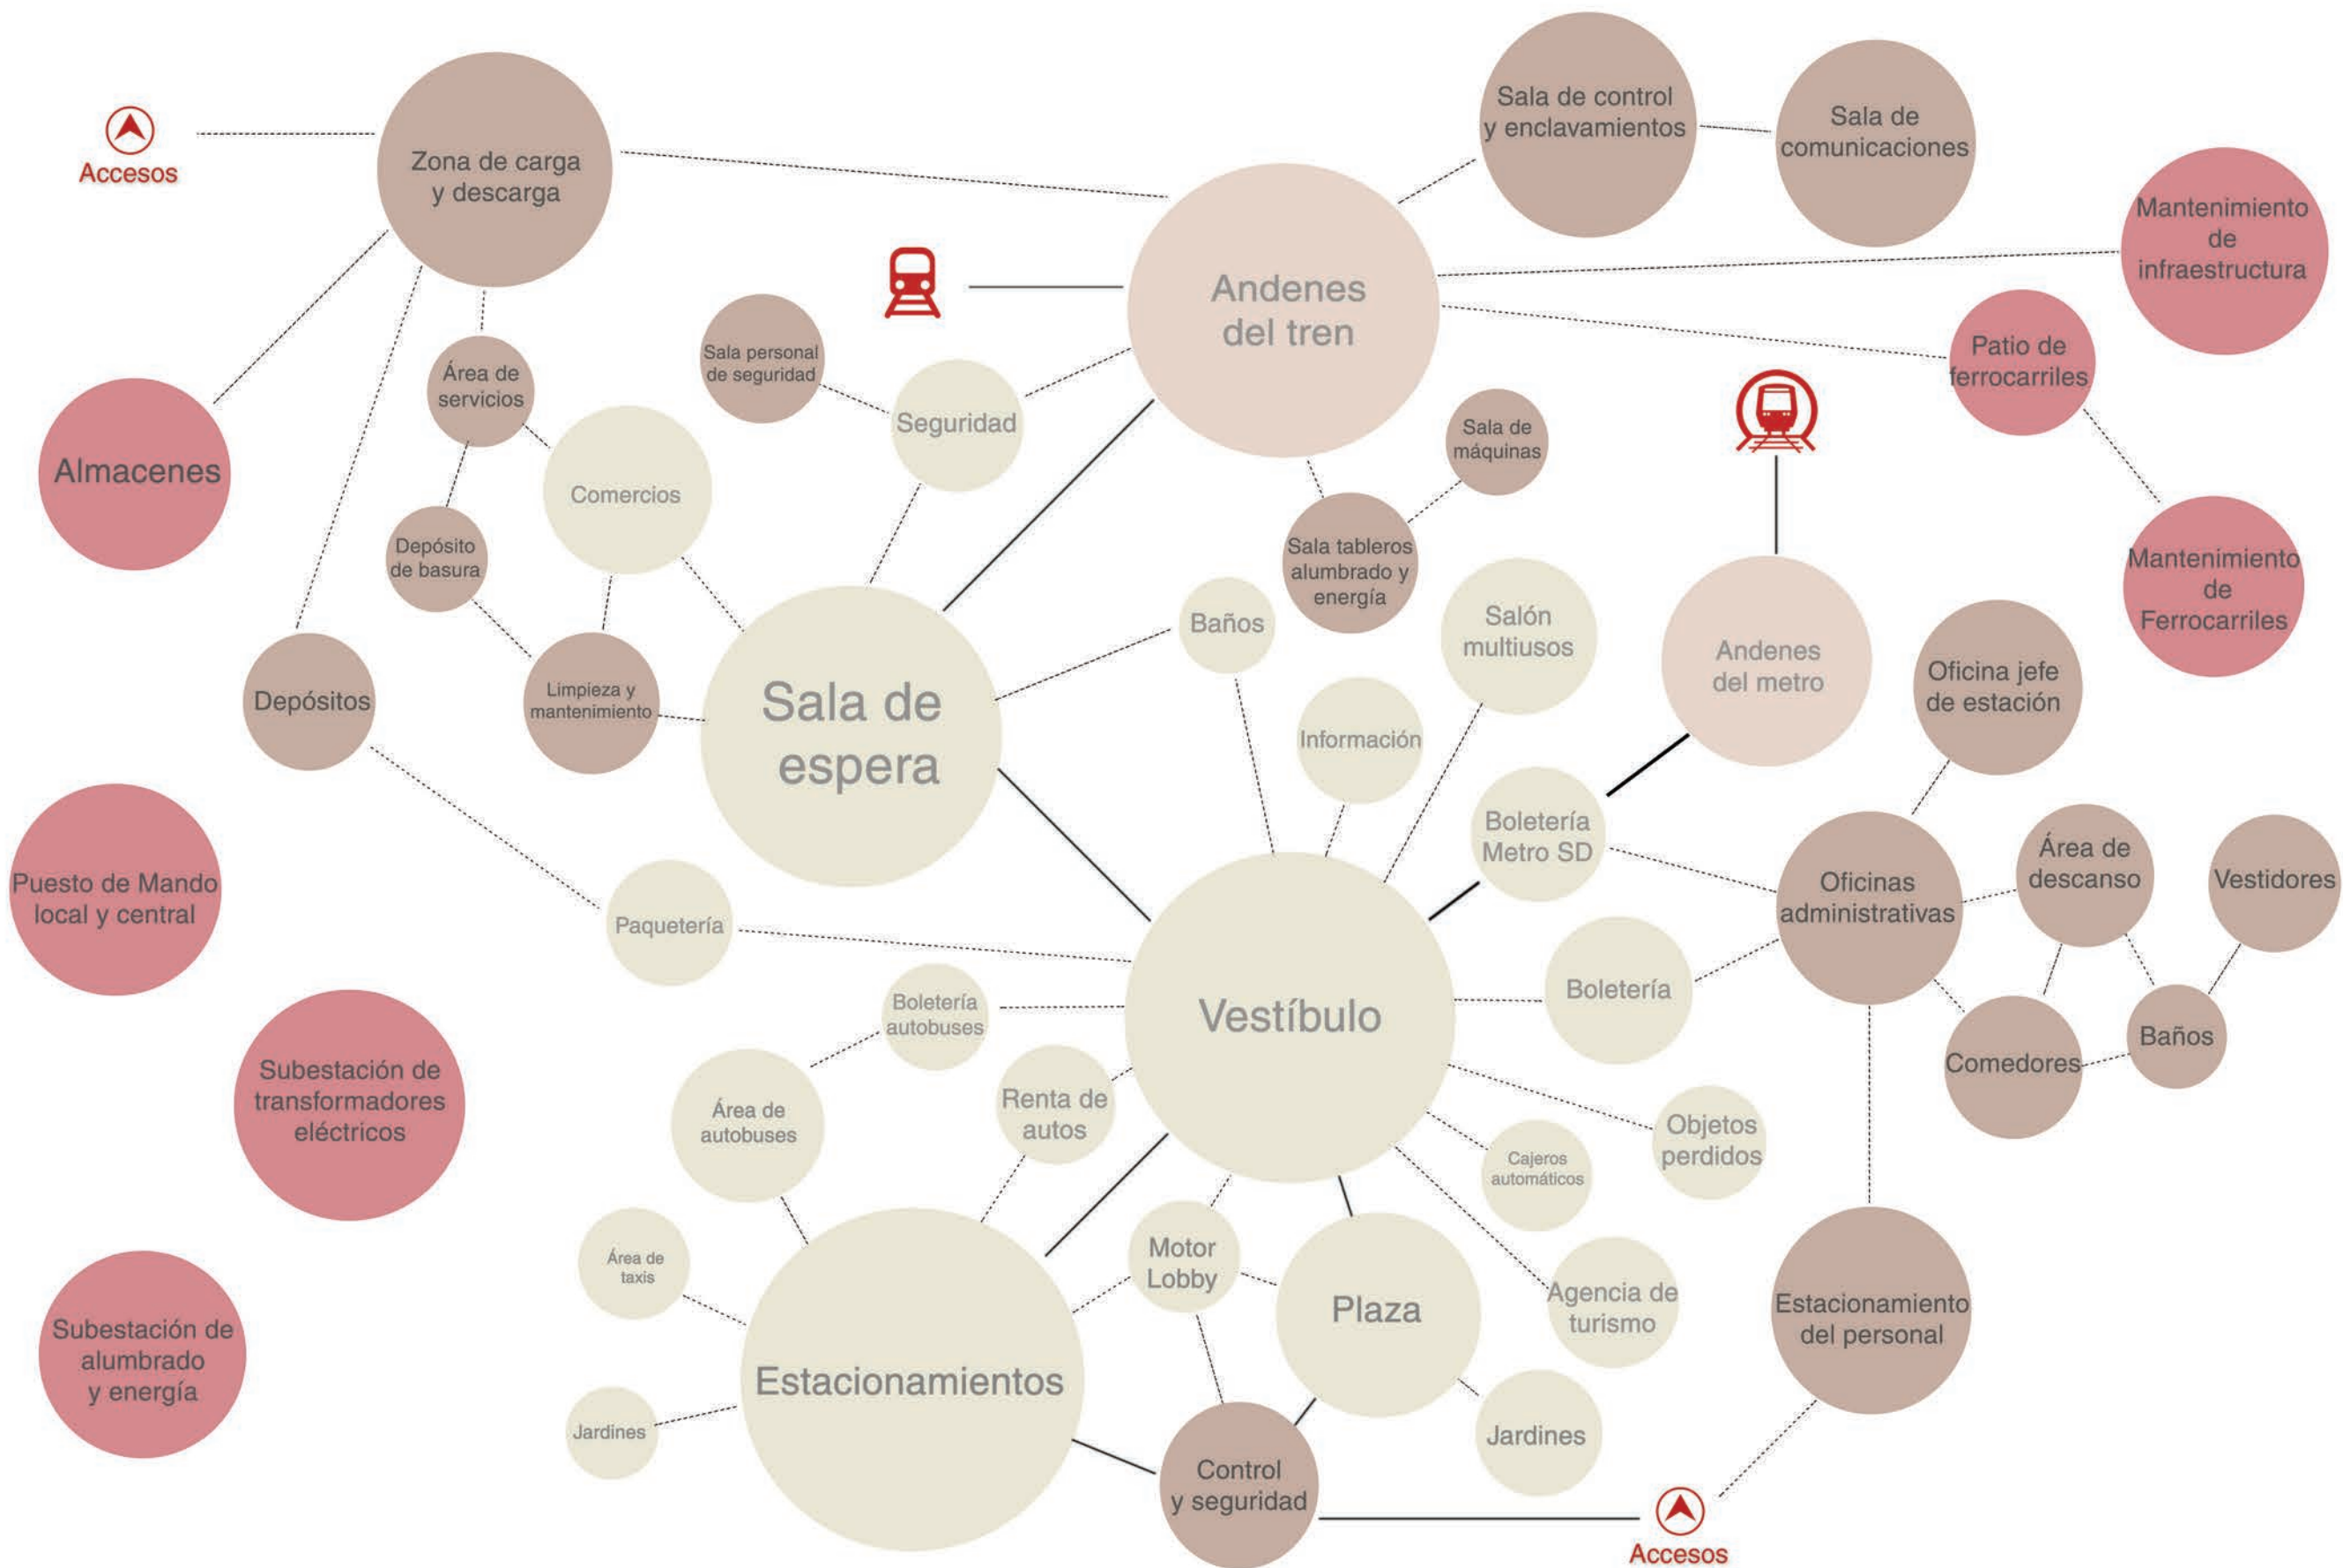 Accesos
Zona de carga
y descarga
Sala de control
y enclavamientos
Sala de
comunicaciones
Mantenimiento
de
infraestructura
Andenes
del tren
Patio de
ferrocarriles
Sala personal
de seguridad
Seguridad
Área de
servicios
Almacenes
Comercios
Sala de
máquinas
Depósito
de basura
Sala tableros
alumbrado y
energía
Mantenimiento
de
Ferrocarriles
Baños
Salón
multiusos
Andenes
del metro
Oficina jefe
de estación
Depósitos
Limpieza y
mantenimiento
Sala de
espera
Información
Boletería
Metro SD
Puesto de Mando
local y central
Paquetería
Oficinas
administrativas
Área de
descanso
Vestidores
Boletería
autobuses
Vestíbulo
Boletería
Comedores
Baños
Subestación de
transformadores
eléctricos
Área de
autobuses
Renta de
autos
Objetos
perdidos
Cajeros
automáticos
Área de
taxis
Motor
Lobby
Plaza
Agencia de
turismo
Estacionamiento
del personal
Subestación de
alumbrado
y energía
Estacionamientos
Jardines
Jardines
Control
y seguridad
Accesos